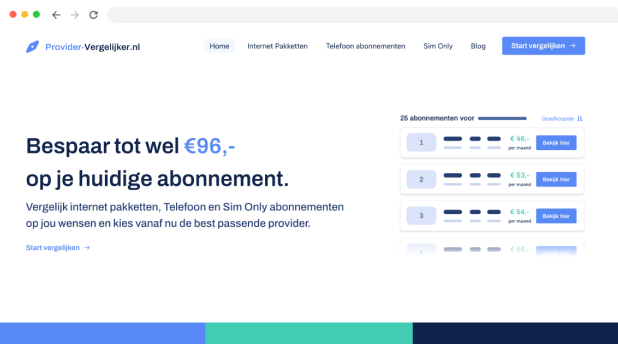 Provider-Vergelijker.nl
Home
Internet Pakketten
Telefoon abonnementen
Sim Only
Blog
Start vergelijken →
Bespaar tot wel €96,-
op je huidige abonnement.
Vergelijk internet pakketten, Telefoon en Sim Only abonnementen
op jou wensen en kies vanaf nu de best passende provider.
Start vergelijken →
25 abonnementen voor
Goedkoopste
1
€ 46,-
per maand
Bekijk hier
2
€ 53,-
per maand
Bekijk hier
3
€ 54,-
per maand
Bekijk hier
4